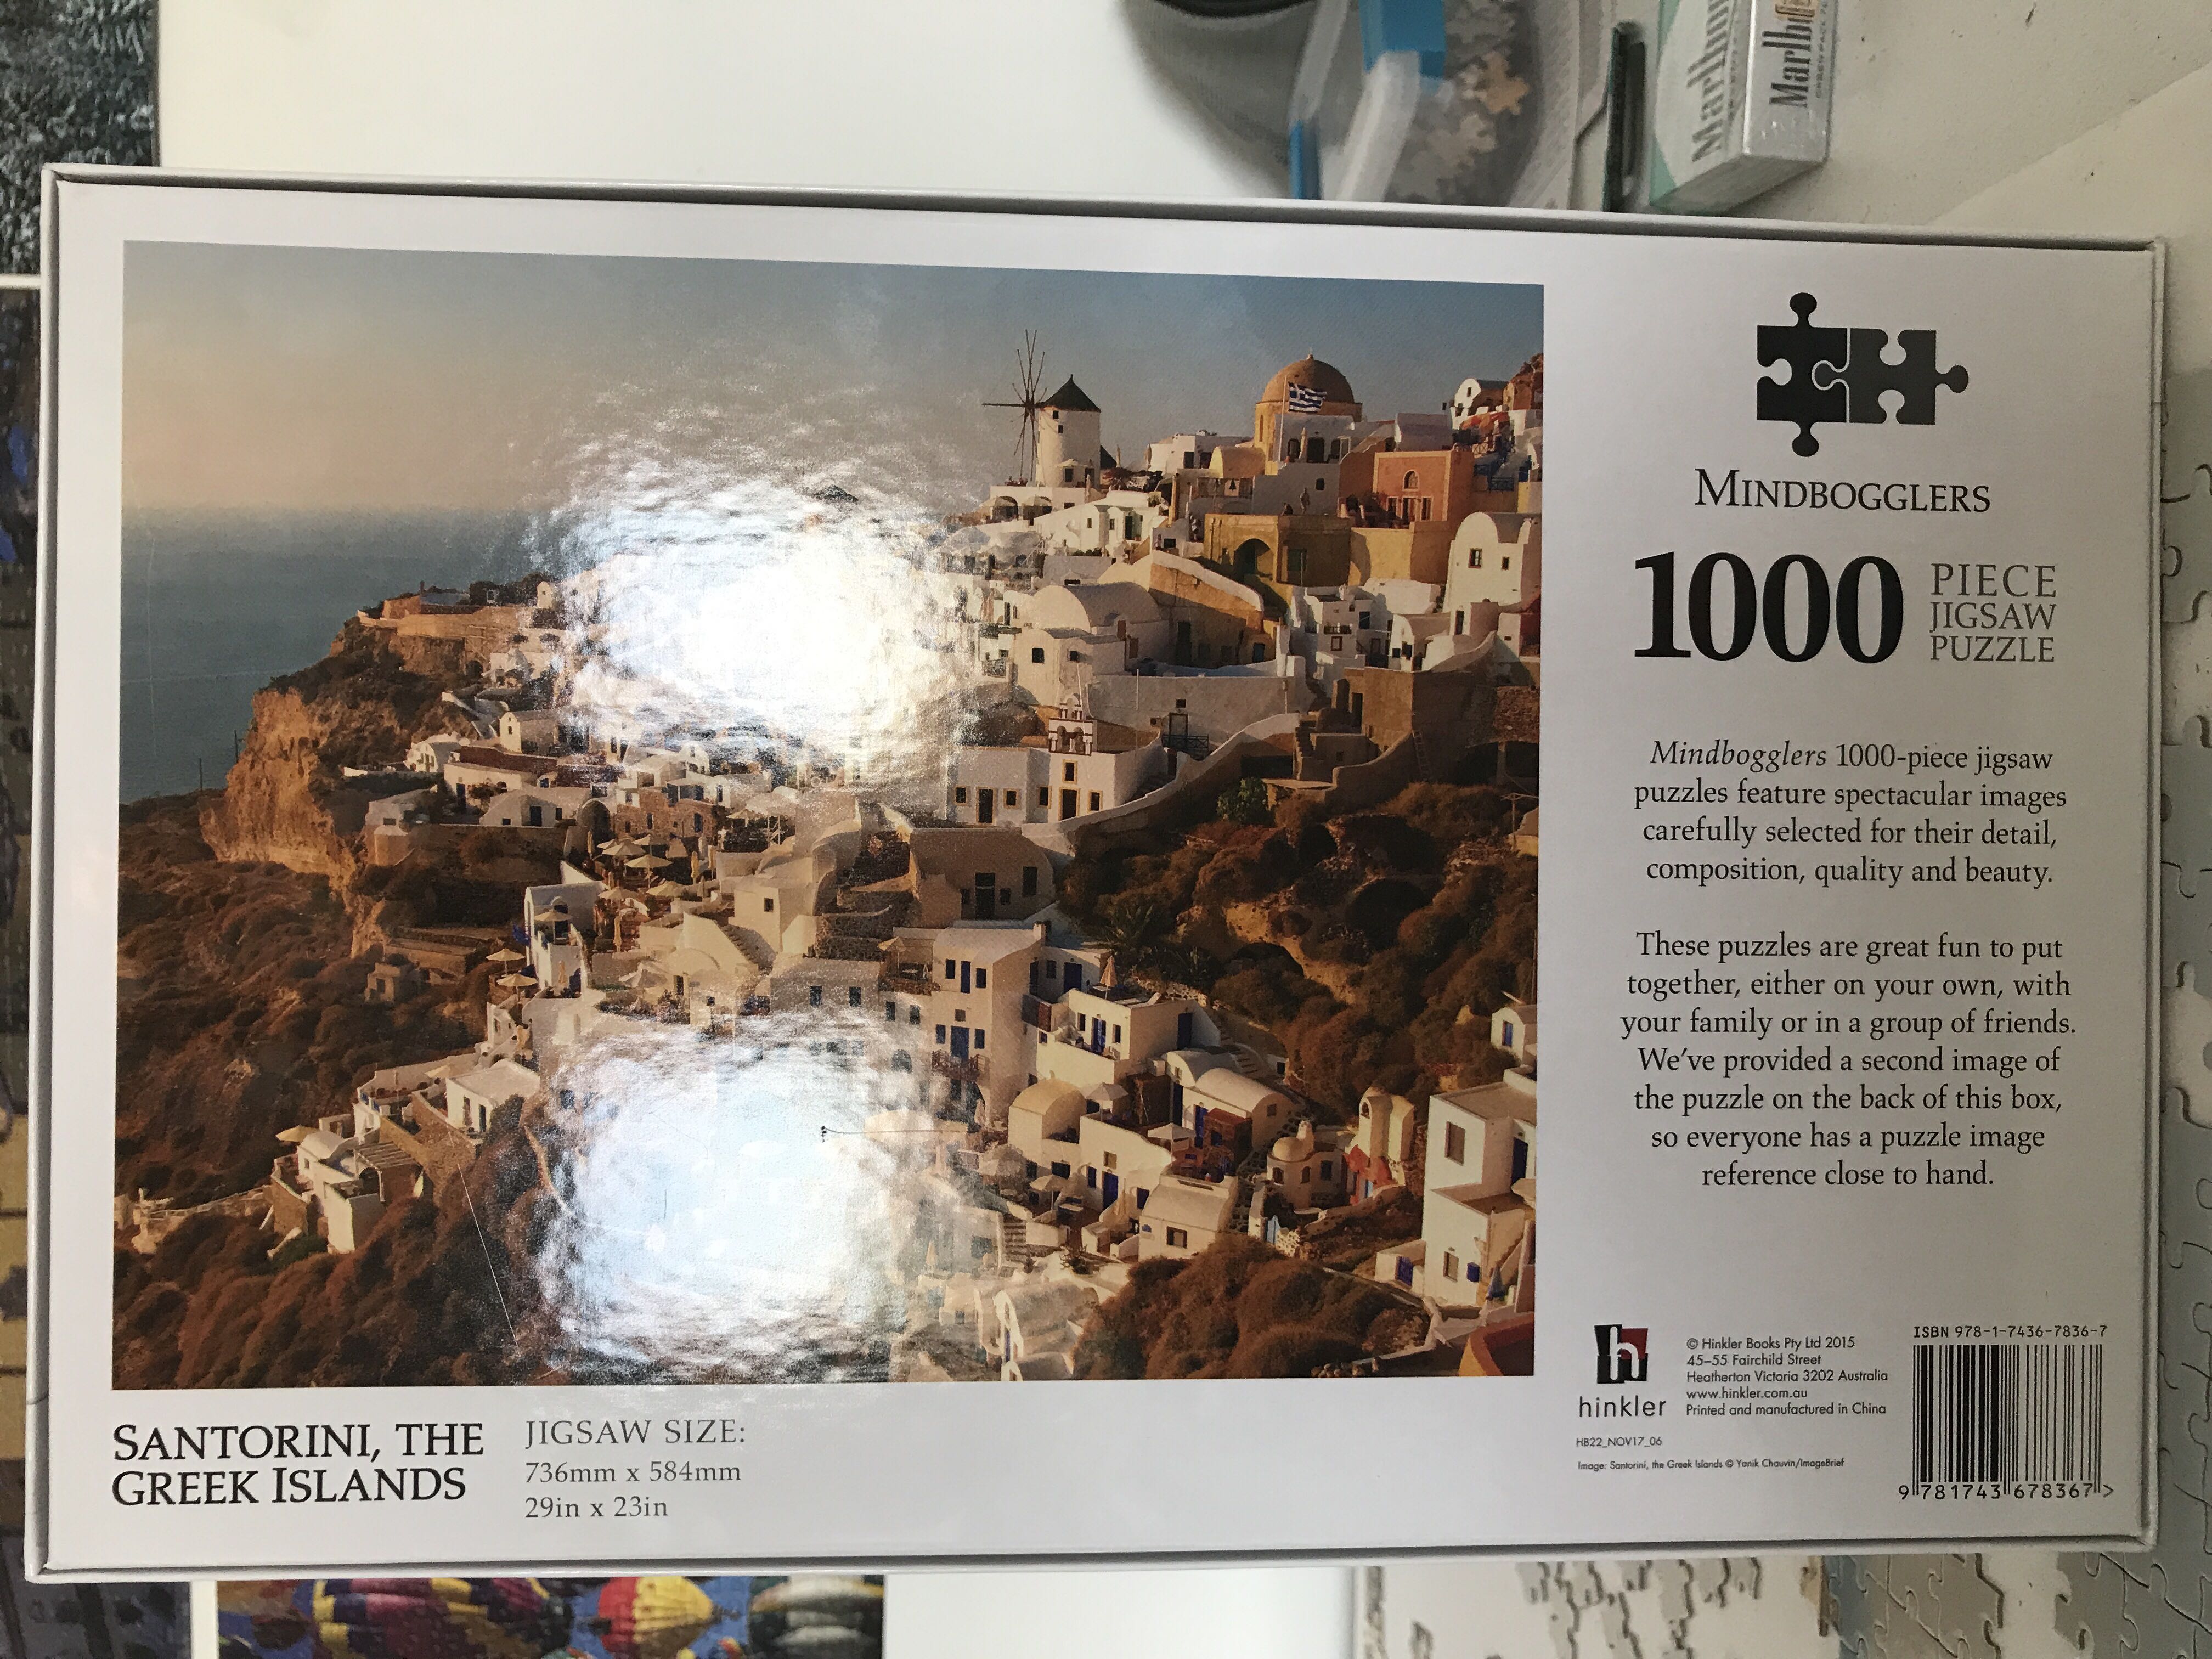 Marlboro
Marlbo
MINDBOGGLERS
1000 PIECE
JIGSAW
PUZZLE
Mindbogglers 1000-piece jigsaw
puzzles feature spectacular images
carefully selected for their detail,
composition, quality and beauty.
These puzzles are great fun to put
together, either on your own, with
your family or in a group of friends.
We've provided a second image of
the puzzle on the back of this box,
so everyone has a puzzle image
reference close to hand.
h
hinkler
© Hinkler Books Pty Ltd 2015
45–55 Fairchild Street
Heatherton Victoria 3202 Australia
www.hinkler.com.au
Printed and manufactured in China
HB22_NOV17_06
Image: Santorini, the Greek Islands © Yanik Chauvin/ImageBrief
ISBN 978-1-7436-7836-7
9 781743 678367 >
SANTORINI, THE
GREEK ISLANDS
JIGSAW SIZE:
736mm x 584mm
29in x 23in